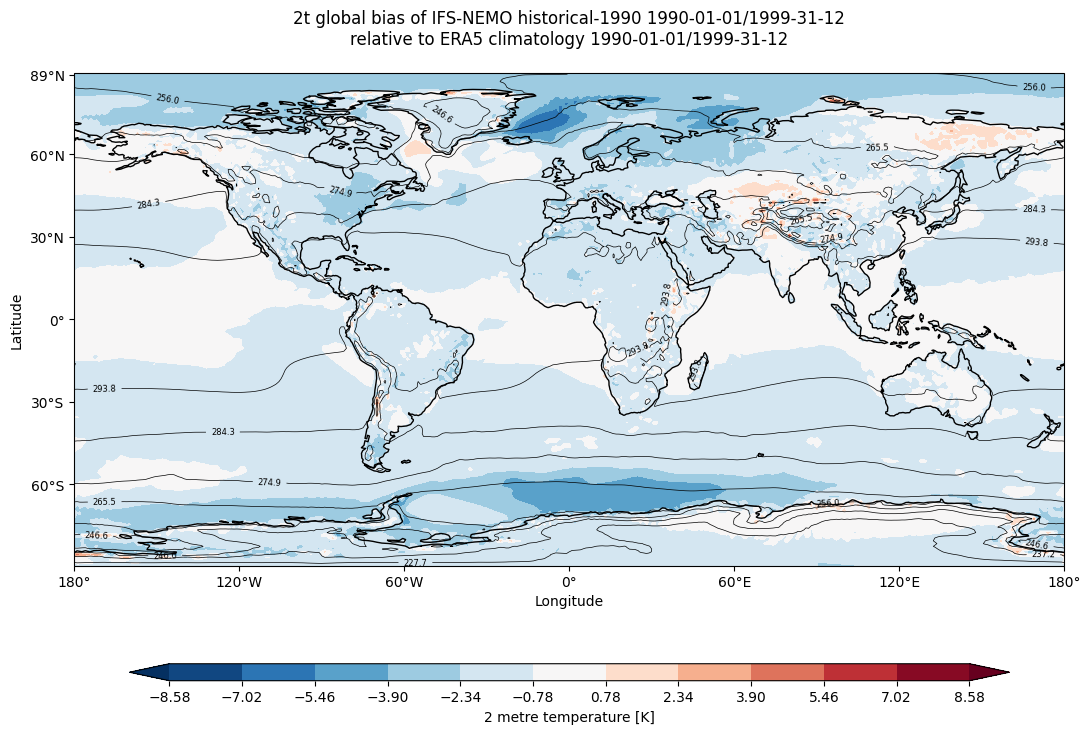 2t global bias of IFS-NEMO historical-1990 1990-01-01/1999-31-12
relative to ERA5 climatology 1990-01-01/1999-31-12
89°N
60°N
30°N
0°
30°S
60°S
Latitude
256.0
246.6
256.0
265.5
274.9
284.3
265.5
274.9
284.3
293.8
293.8
293.8
293.8
293.8
284.3
274.9
265.5
256.0
246.6
246.6
227.7
246.6
237.2
180°
120°W
60°W
0°
60°E
120°E
180°
Longitude
−8.58
−7.02
−5.46
−3.90
−2.34
−0.78
0.78
2.34
3.90
5.46
7.02
8.58
2 metre temperature [K]